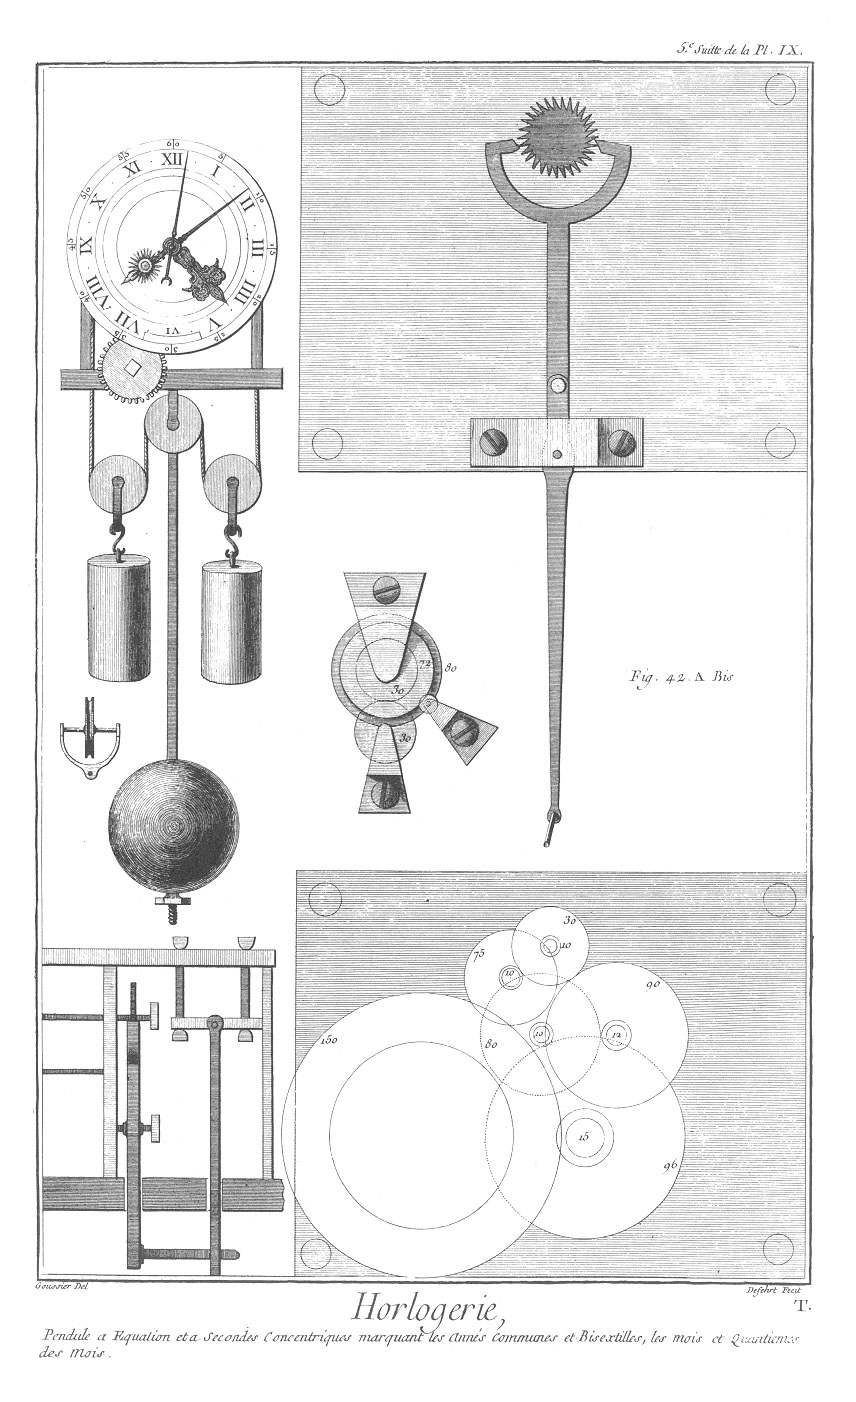 5.e Suitte de la Pl. IX.
60
5
10
15
20
25
30
35
40
45
50
55
XII
I
II
III
IIII
V
VI
VII
VIII
IX
X
XI
72
80
30
30
Fig. 42. A Bis
30
10
75
10
90
80
10
12
150
15
96
Goussier Del
Defehrt Fecit
Horlogerie,
T.
Pendule a Equation et a Secondes Concentriques marquant les Annés Communes et Bisextilles, les mois et Quantiemes
des Mois.